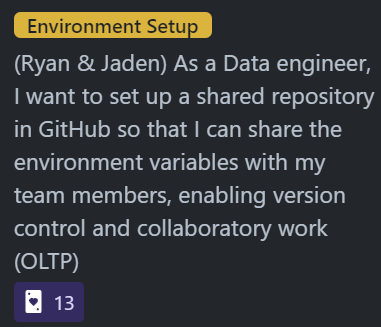 Environment Setup
(Ryan & Jaden) As a Data engineer,
I want to set up a shared repository
in GitHub so that I can share the
environment variables with my
team members, enabling version
control and collaboratory work
(OLTP)
13